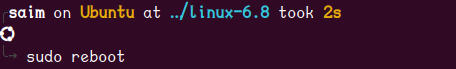 saim on Ubuntu at ../linux-6.8 took 2s
sudo reboot